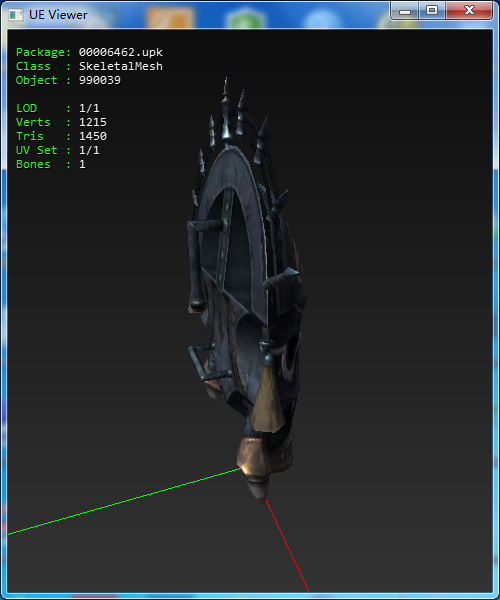 UE Viewer
Package: 00006462.upk
Class : SkeletalMesh
Object : 990039
LOD : 1/1
Verts : 1215
Tris : 1450
UV Set : 1/1
Bones : 1